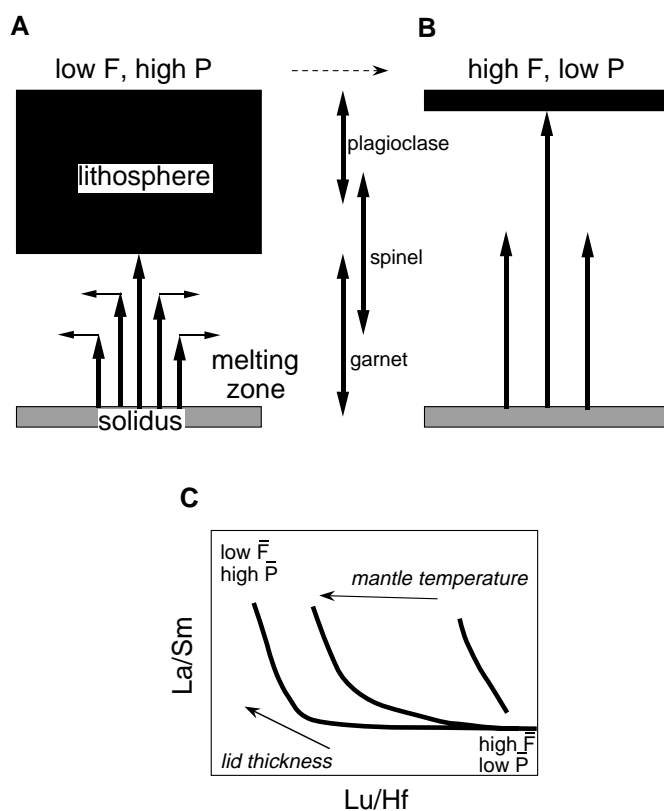 A
B
low F, high P
high F, low P
plagioclase
lithosphere
spinel
garnet
melting
zone
solidus
C
low F̅
high P̅
mantle temperature
La/Sm
lid thickness
high F̅
low P̅
Lu/Hf